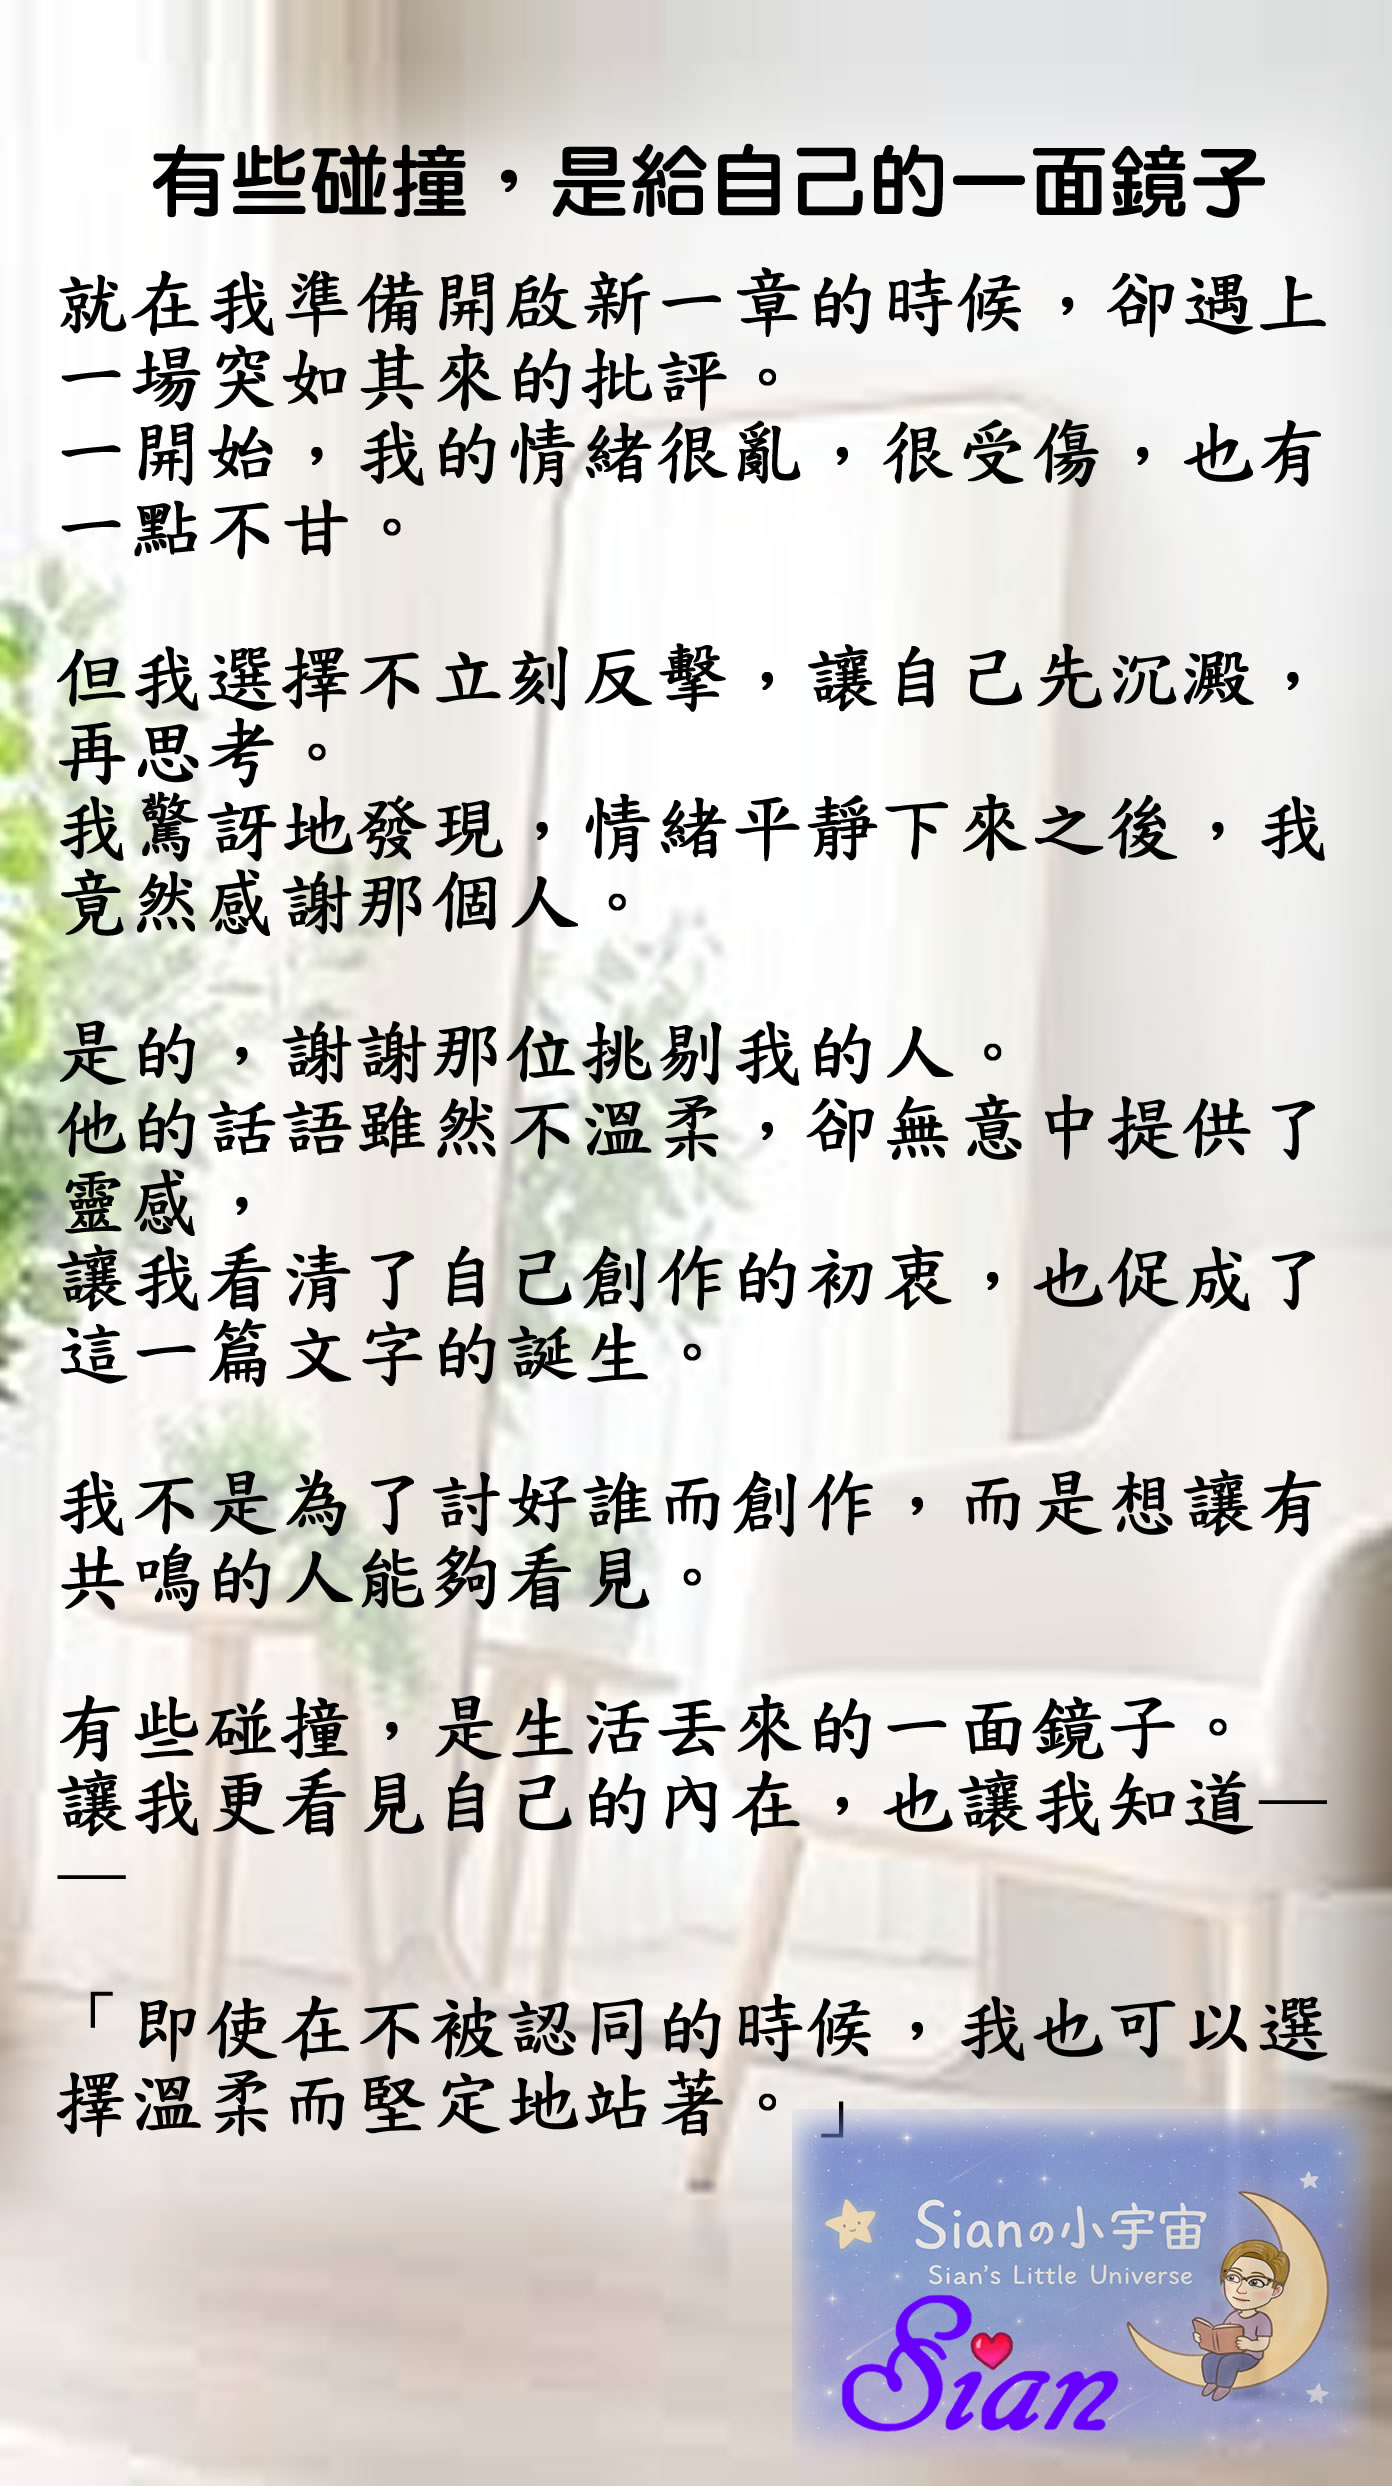 有些碰撞，是給自己的一面鏡子
就在我準備開啟新一章的時候，卻遇上
一場突如其來的批評。
一開始，我的情緒很亂，很受傷，也有
一點不甘。
但我選擇不立刻反擊，讓自己先沉澱，
再思考。
我驚訝地發現，情緒平靜下來之後，我
竟然感謝那個人。
是的，謝謝那位挑剔我的人。
他的話語雖然不溫柔，卻無意中提供了
靈感，
讓我看清了自己創作的初衷，也促成了
這一篇文字的誕生。
我不是為了討好誰而創作，而是想讓有
共鳴的人能夠看見。
有些碰撞，是生活丟來的一面鏡子。
讓我更看見自己的內在，也讓我知道—
—
「即使在不被認同的時候，我也可以選
擇溫柔而堅定地站著。」
Sianの小宇宙
Sian's Little Universe
Sian